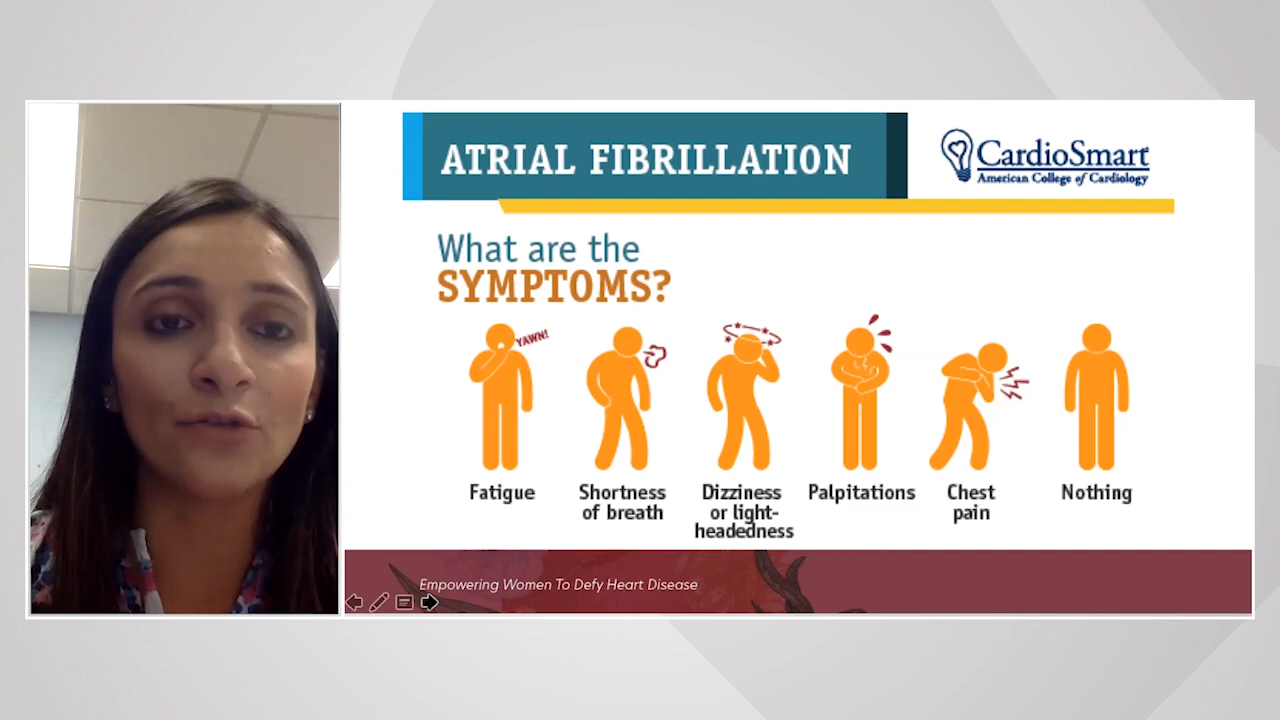 ATRIAL FIBRILLATION
CardioSmart
American College of Cardiology
What are the
SYMPTOMS?
YAWN!
Fatigue
Shortness
of breath
Dizziness
or light-
headedness
Palpitations
Chest
pain
Nothing
Empowering Women To Defy Heart Disease